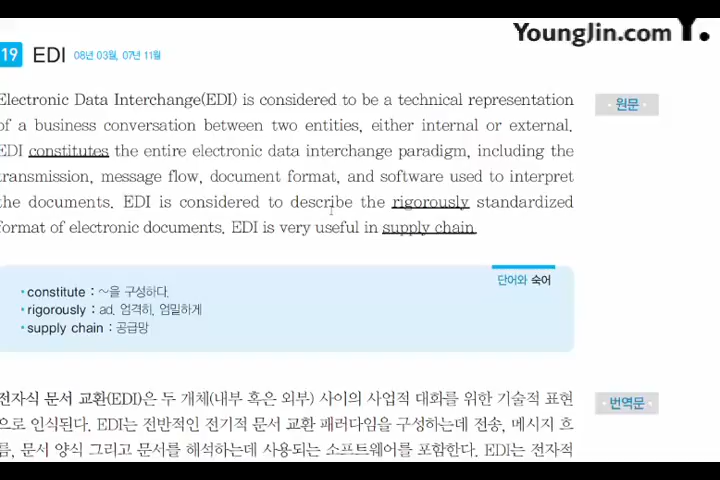 YoungJin.com Y.
19 EDI 08년 03월, 07년 11월
Electronic Data Interchange(EDI) is considered to be a technical representation
원문
of a business conversation between two entities, either internal or external.
EDI constitutes the entire electronic data interchange paradigm, including the
transmission, message flow, document format, and software used to interpret
the documents. EDI is considered to describe the rigorously standardized
format of electronic documents. EDI is very useful in supply chain.
단어와 숙어
• constitute : ~을 구성하다.
• rigorously : ad. 엄격히, 엄밀하게
• supply chain : 공급망
전자식 문서 교환(EDI)은 두 개체(내부 혹은 외부) 사이의 사업적 대화를 위한 기술적 표현
번역문
으로 인식된다. EDI는 전반적인 전기적 문서 교환 패러다임을 구성하는데 전송, 메시지 흐
름, 문서 양식 그리고 문서를 해석하는데 사용되는 소프트웨어를 포함한다. EDI는 전자적